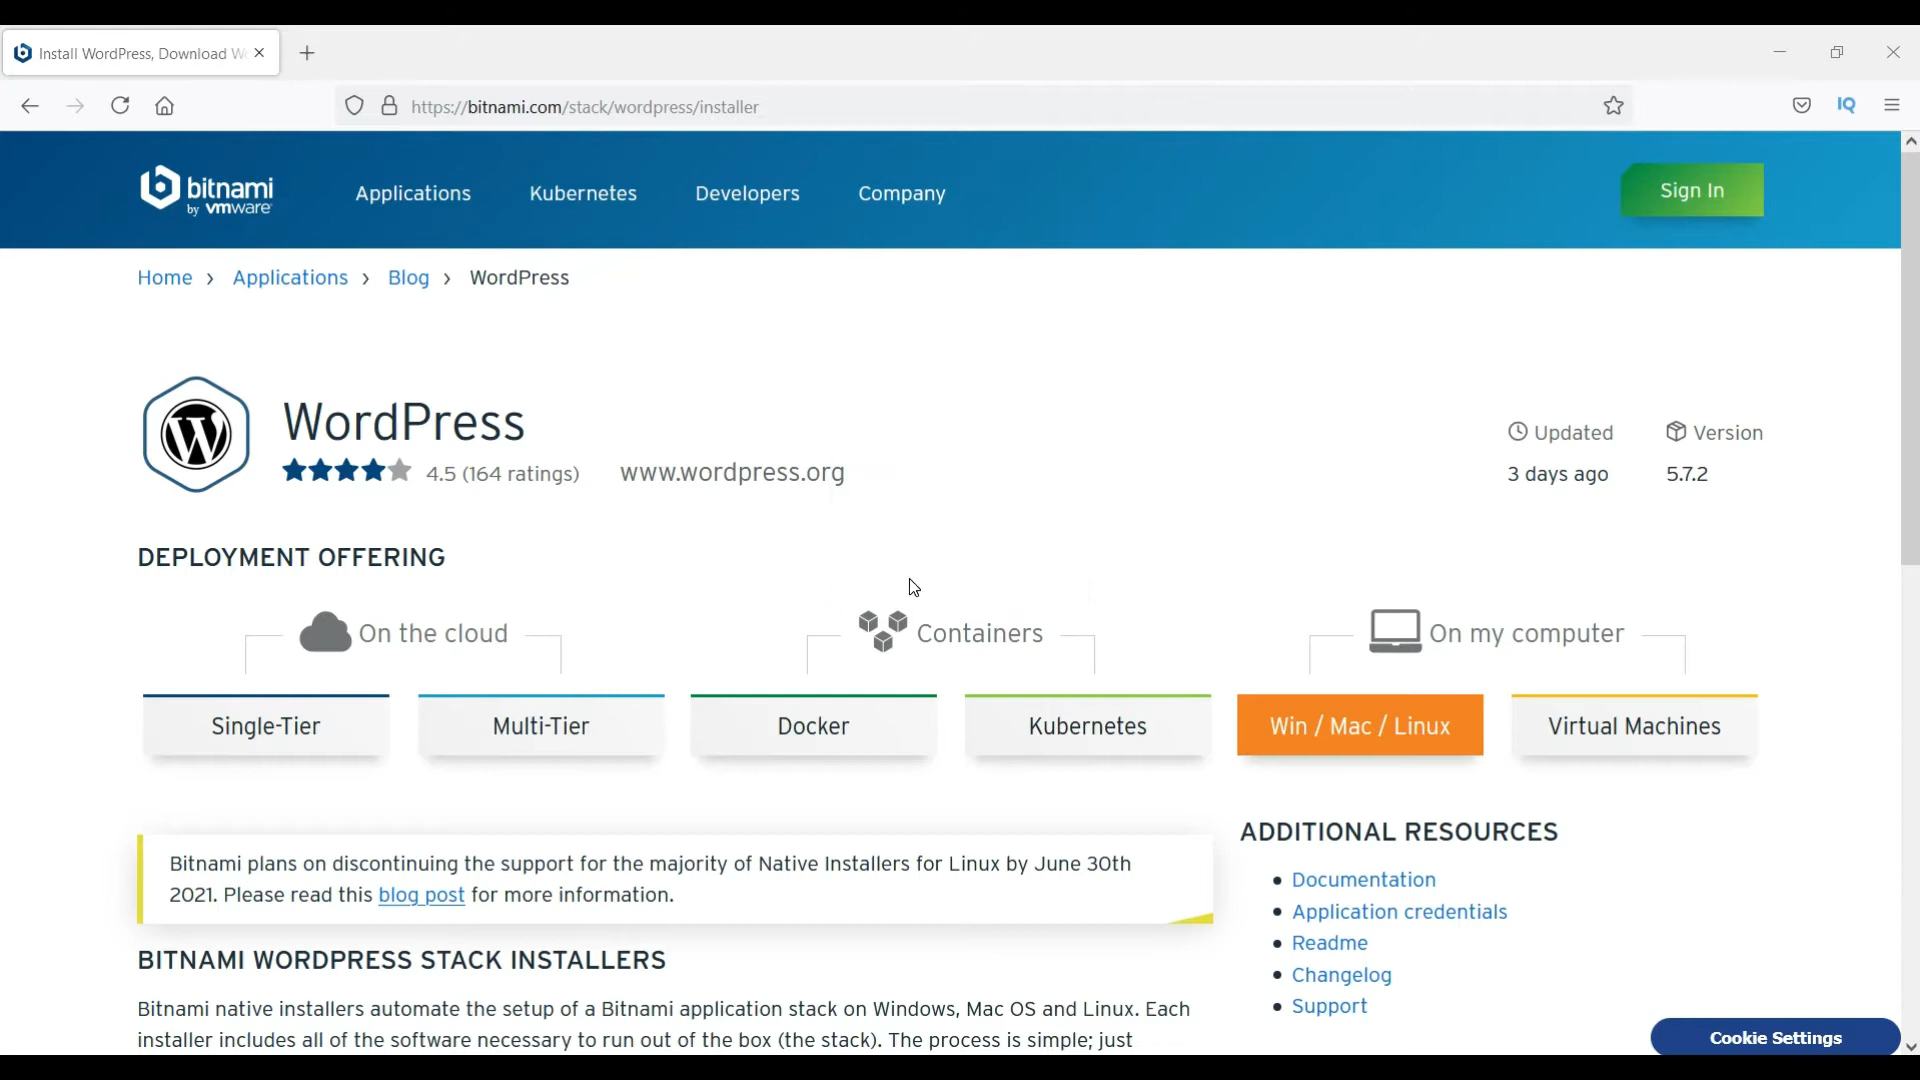 Install WordPress, Download W
https://bitnami.com/stack/wordpress/installer
IQ
bitnami
by vmware
Applications
Kubernetes
Developers
Company
Sign In
Home › Applications › Blog › WordPress
WordPress
4.5 (164 ratings)
www.wordpress.org
Updated
3 days ago
Version
5.7.2
DEPLOYMENT OFFERING
On the cloud
Containers
On my computer
Single-Tier
Multi-Tier
Docker
Kubernetes
Win / Mac / Linux
Virtual Machines
Bitnami plans on discontinuing the support for the majority of Native Installers for Linux by June 30th
2021. Please read this blog post for more information.
BITNAMI WORDPRESS STACK INSTALLERS
Bitnami native installers automate the setup of a Bitnami application stack on Windows, Mac OS and Linux. Each
installer includes all of the software necessary to run out of the box (the stack). The process is simple; just
ADDITIONAL RESOURCES
Documentation
Application credentials
Readme
Changelog
Support
Cookie Settings